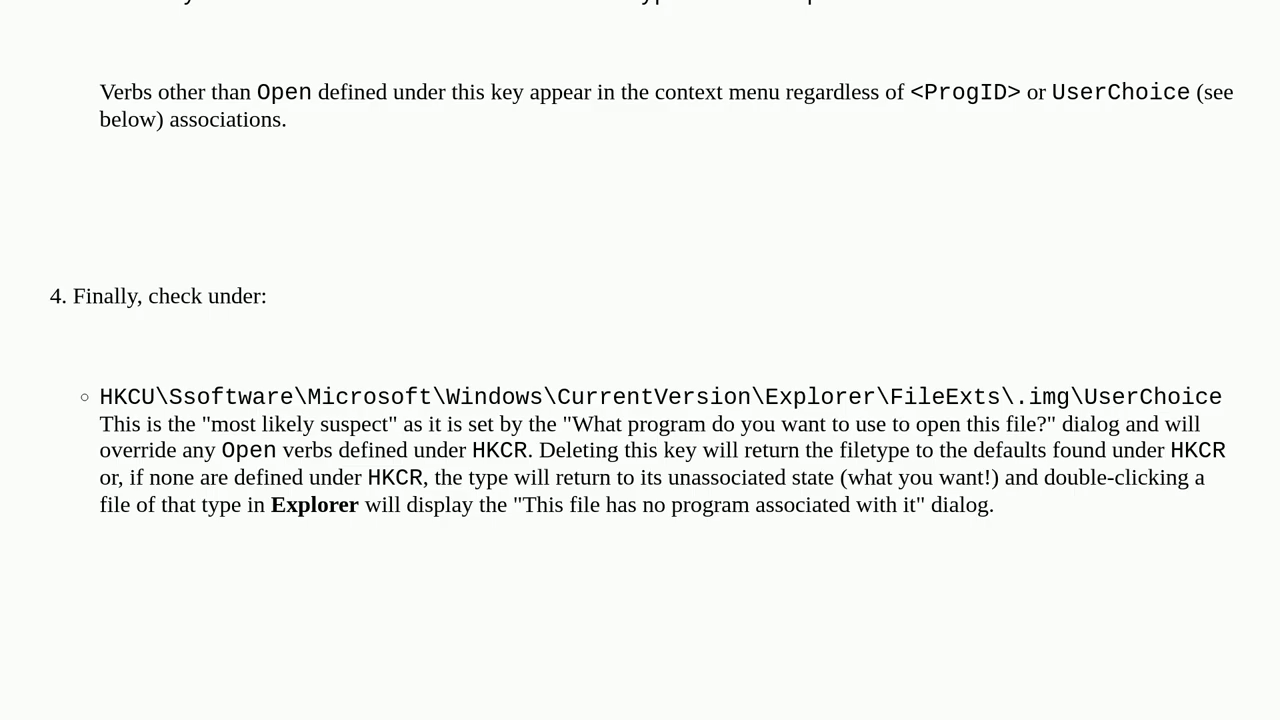 Verbs other than Open defined under this key appear in the context menu regardless of <ProgID> or UserChoice (see
below) associations.
4. Finally, check under:
HKCU\Ssoftware\Microsoft\Windows\CurrentVersion\Explorer\FileExts\.img\UserChoice
This is the "most likely suspect" as it is set by the "What program do you want to use to open this file?" dialog and will
override any Open verbs defined under HKCR. Deleting this key will return the filetype to the defaults found under HKCR
or, if none are defined under HKCR, the type will return to its unassociated state (what you want!) and double-clicking a
file of that type in Explorer will display the "This file has no program associated with it" dialog.